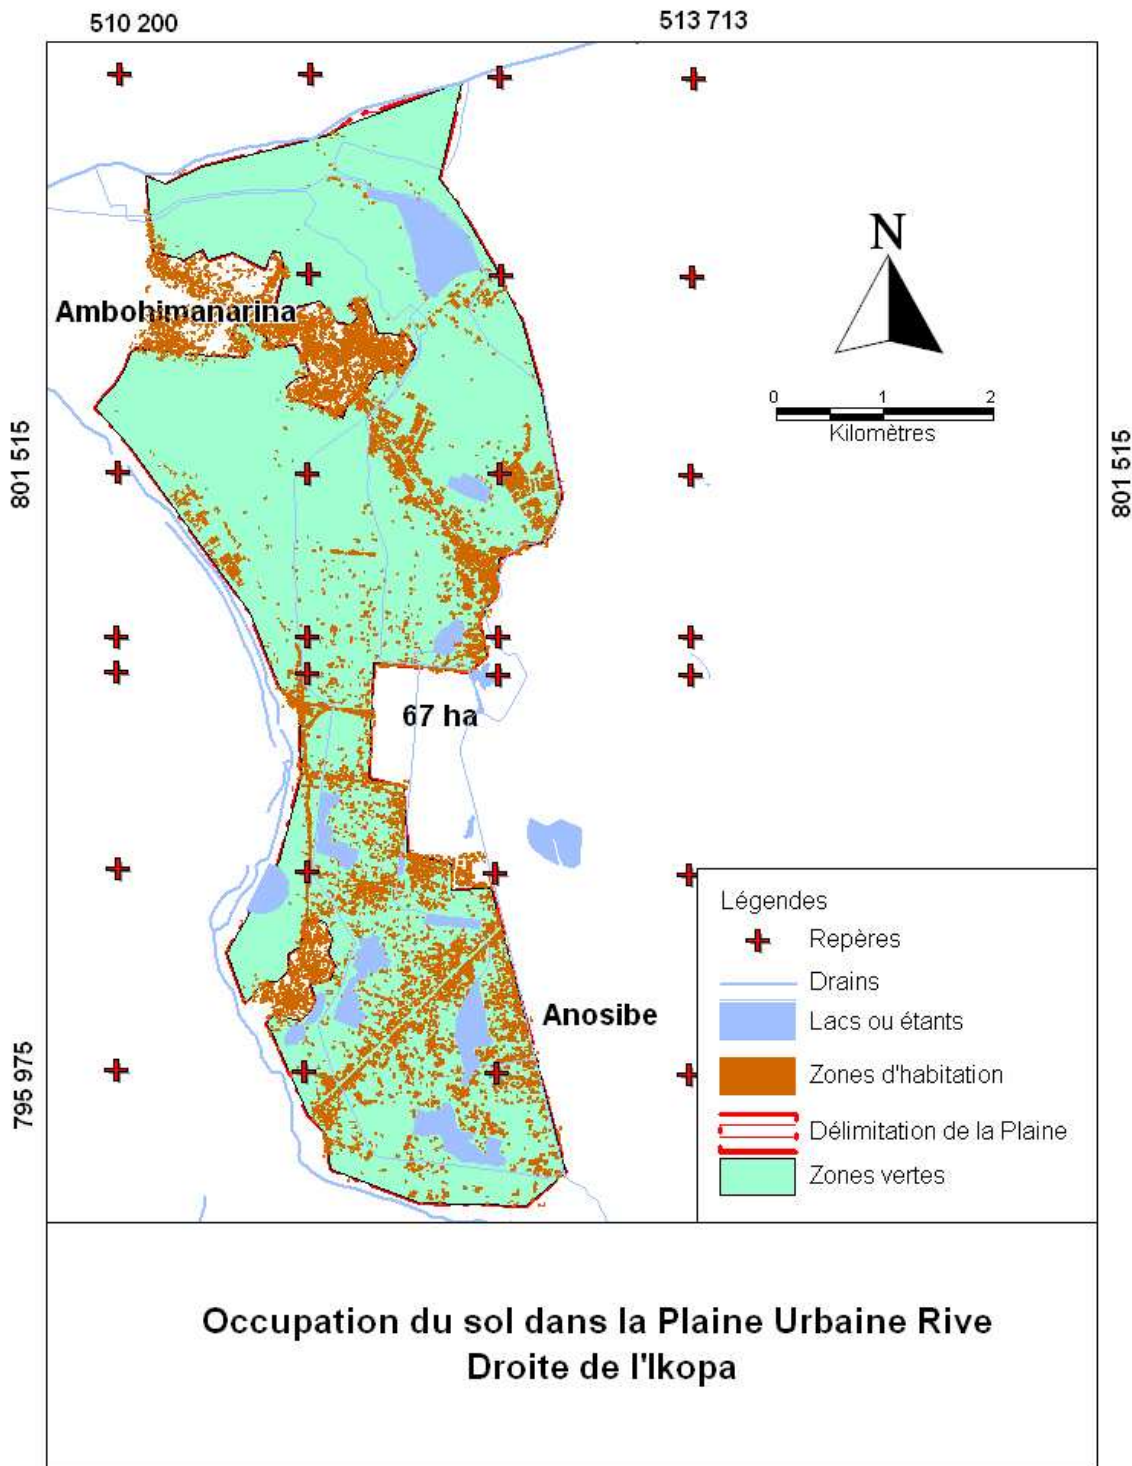 510 200
513 713
N
Ambohimanarina
0 1 2
Kilomètres
801 515
801 515
67 ha
Légendes
Repères
Drains
Lacs ou étants
Anosibe
Zones d'habitation
795 975
Délimitation de la Plaine
Zones vertes
Occupation du sol dans la Plaine Urbaine Rive
Droite de l'Ikopa